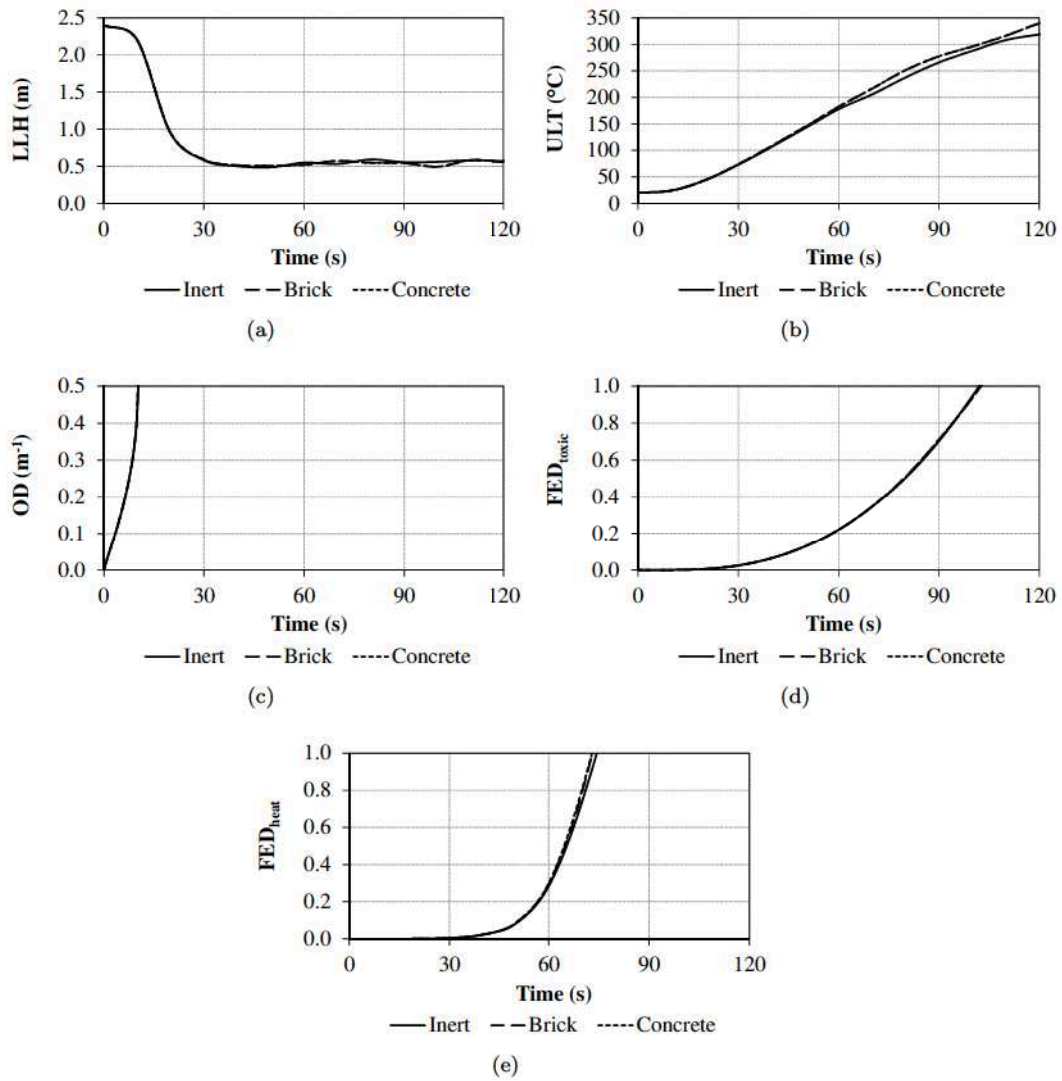 2.5
2.0
1.5
1.0
0.5
0.0
LLH (m)
0 30 60 90 120
Time (s)
Inert Brick Concrete
(a)
350
300
250
200
150
100
50
0
ULT (°C)
0 30 60 90 120
Time (s)
Inert Brick Concrete
(b)
0.5
0.4
0.3
0.2
0.1
0.0
OD (m⁻¹)
0 30 60 90 120
Time (s)
Inert Brick Concrete
(c)
1.0
0.8
0.6
0.4
0.2
0.0
FED_toxic
0 30 60 90 120
Time (s)
Inert Brick Concrete
(d)
1.0
0.8
0.6
0.4
0.2
0.0
FED_heat
0 30 60 90 120
Time (s)
Inert Brick Concrete
(e)